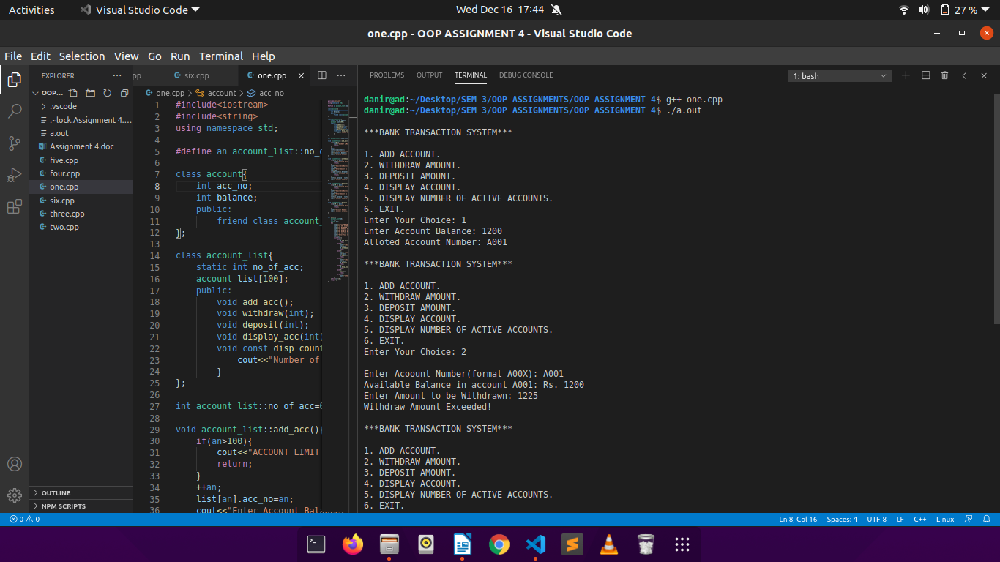 Activities
Visual Studio Code
Wed Dec 16 17:44
27 %
one.cpp - OOP ASSIGNMENT 4 - Visual Studio Code
File Edit Selection View Go Run Terminal Help
EXPLORER
OOP...
.vscode
.~lock.Assignment 4....
a.out
Assignment 4.doc
five.cpp
four.cpp
one.cpp
six.cpp
three.cpp
two.cpp
OUTLINE
NPM SCRIPTS
pp
six.cpp
one.cpp
one.cpp > account > acc_no
1 #include<iostream>
2 #include<string>
3 using namespace std;
4
5 #define an account_list::no_o
6
7 class account{
8 int acc_no;
9 int balance;
10 public:
11 friend class account_
12 };
13
14 class account_list{
15 static int no_of_acc;
16 account list[100];
17 public:
18 void add_acc();
19 void withdraw(int);
20 void deposit(int);
21 void display_acc(int)
22 void const disp_count
23 cout<<"Number of
24 }
25 };
26
27 int account_list::no_of_acc=0
28
29 void account_list::add_acc(){
30 if(an>100){
31 cout<<"ACCOUNT LIMIT
32 return;
33 }
34 ++an;
35 list[an].acc_no=an;
36 cout<<"Enter Account Bala
PROBLEMS OUTPUT TERMINAL DEBUG CONSOLE
1: bash
danir@ad:~/Desktop/SEM 3/OOP ASSIGNMENTS/OOP ASSIGNMENT 4$ g++ one.cpp
danir@ad:~/Desktop/SEM 3/OOP ASSIGNMENTS/OOP ASSIGNMENT 4$ ./a.out
***BANK TRANSACTION SYSTEM***
1. ADD ACCOUNT.
2. WITHDRAW AMOUNT.
3. DEPOSIT AMOUNT.
4. DISPLAY ACCOUNT.
5. DISPLAY NUMBER OF ACTIVE ACCOUNTS.
6. EXIT.
Enter Your Choice: 1
Enter Account Balance: 1200
Alloted Account Number: A001
***BANK TRANSACTION SYSTEM***
1. ADD ACCOUNT.
2. WITHDRAW AMOUNT.
3. DEPOSIT AMOUNT.
4. DISPLAY ACCOUNT.
5. DISPLAY NUMBER OF ACTIVE ACCOUNTS.
6. EXIT.
Enter Your Choice: 2
Enter Acoount Number(format A00X): A001
Available Balance in account A001: Rs. 1200
Enter Amount to be Withdrawn: 1225
Withdraw Amount Exceeded!
***BANK TRANSACTION SYSTEM***
1. ADD ACCOUNT.
2. WITHDRAW AMOUNT.
3. DEPOSIT AMOUNT.
4. DISPLAY ACCOUNT.
5. DISPLAY NUMBER OF ACTIVE ACCOUNTS.
6. EXIT.
0 0
Ln 8, Col 16 Spaces: 4 UTF-8 LF C++ Linux